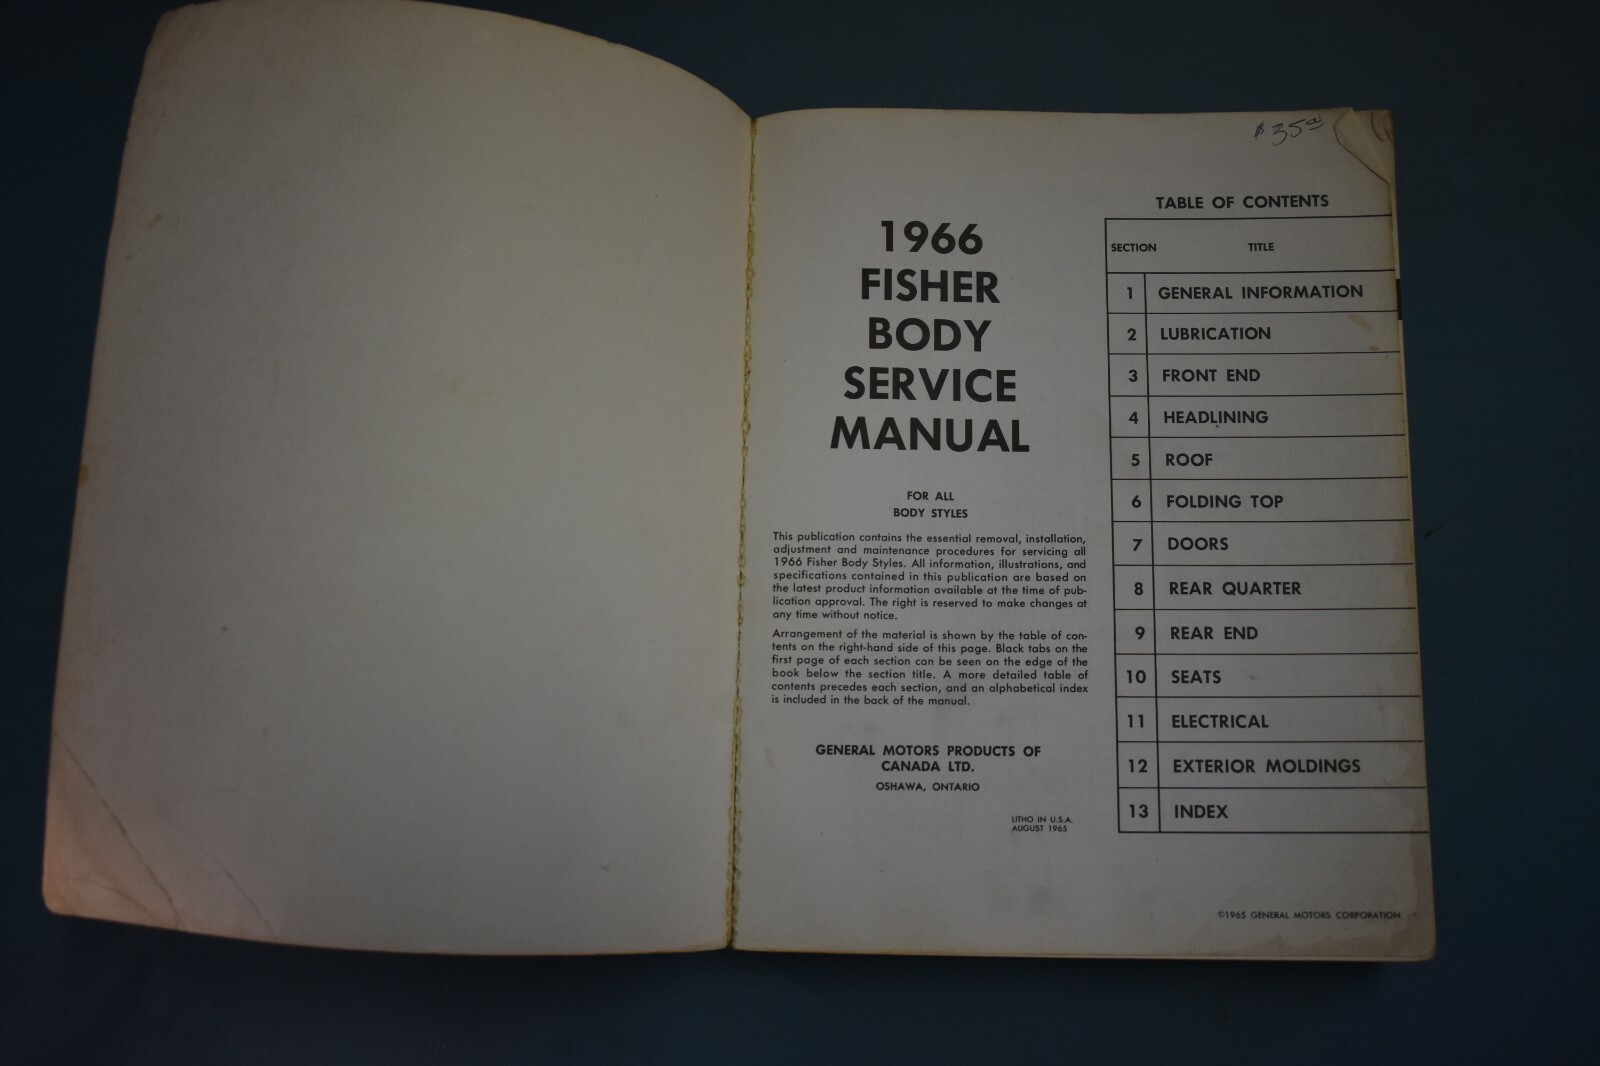 $35.00
1966
FISHER
BODY
SERVICE
MANUAL
FOR ALL
BODY STYLES
This publication contains the essential removal, installation,
adjustment and maintenance procedures for servicing all
1966 Fisher Body Styles. All information, illustrations, and
specifications contained in this publication are based on
the latest product information available at the time of pub-
lication approval. The right is reserved to make changes at
any time without notice.
Arrangement of the material is shown by the table of con-
tents on the right-hand side of this page. Black tabs on the
first page of each section can be seen on the edge of the
book below the section title. A more detailed table of
contents precedes each section, and an alphabetical index
is included in the back of the manual.
GENERAL MOTORS PRODUCTS OF
CANADA LTD.
OSHAWA, ONTARIO
LITHO IN U.S.A.
AUGUST 1965
TABLE OF CONTENTS
SECTION TITLE
1 GENERAL INFORMATION
2 LUBRICATION
3 FRONT END
4 HEADLINING
5 ROOF
6 FOLDING TOP
7 DOORS
8 REAR QUARTER
9 REAR END
10 SEATS
11 ELECTRICAL
12 EXTERIOR MOLDINGS
13 INDEX
©1965 GENERAL MOTORS CORPORATION